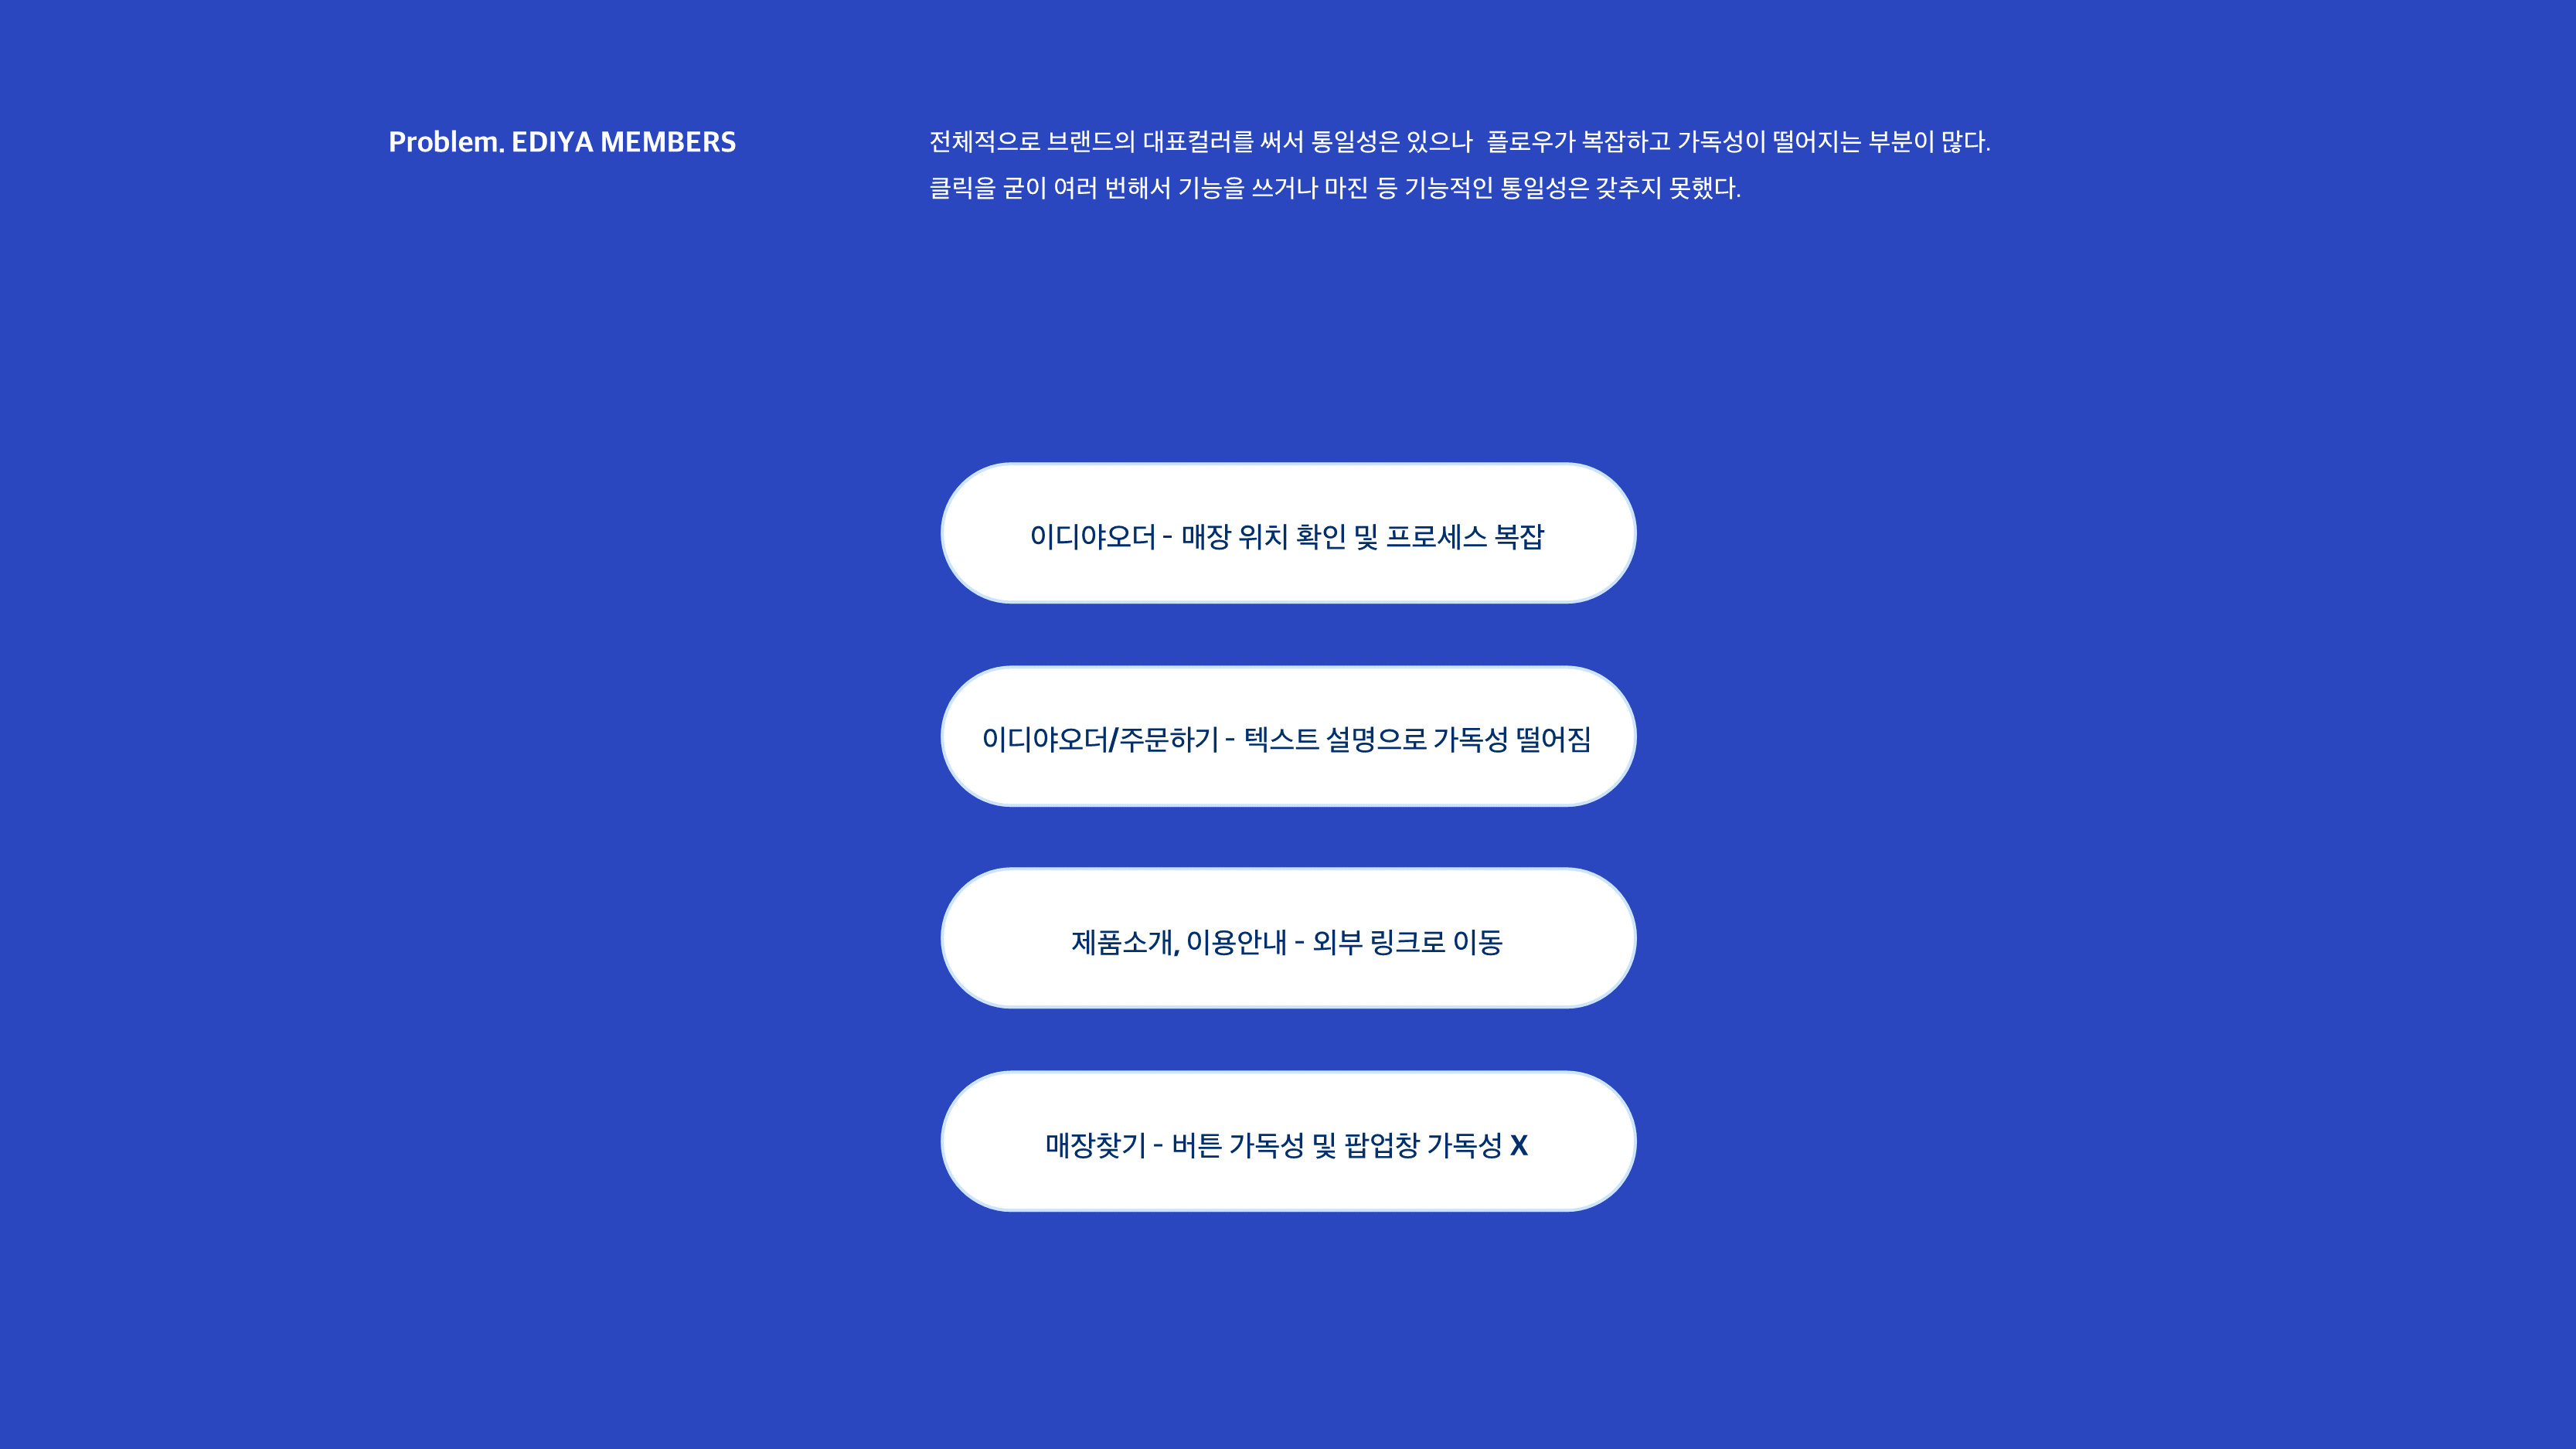 Problem. EDIYA MEMBERS
전체적으로 브랜드의 대표컬러를 써서 통일성은 있으나 플로우가 복잡하고 가독성이 떨어지는 부분이 많다.
클릭을 굳이 여러 번해서 기능을 쓰거나 마진 등 기능적인 통일성은 갖추지 못했다.
이디야오더 - 매장 위치 확인 및 프로세스 복잡
이디야오더/주문하기 - 텍스트 설명으로 가독성 떨어짐
제품소개, 이용안내 - 외부 링크로 이동
매장찾기 - 버튼 가독성 및 팝업창 가독성 X